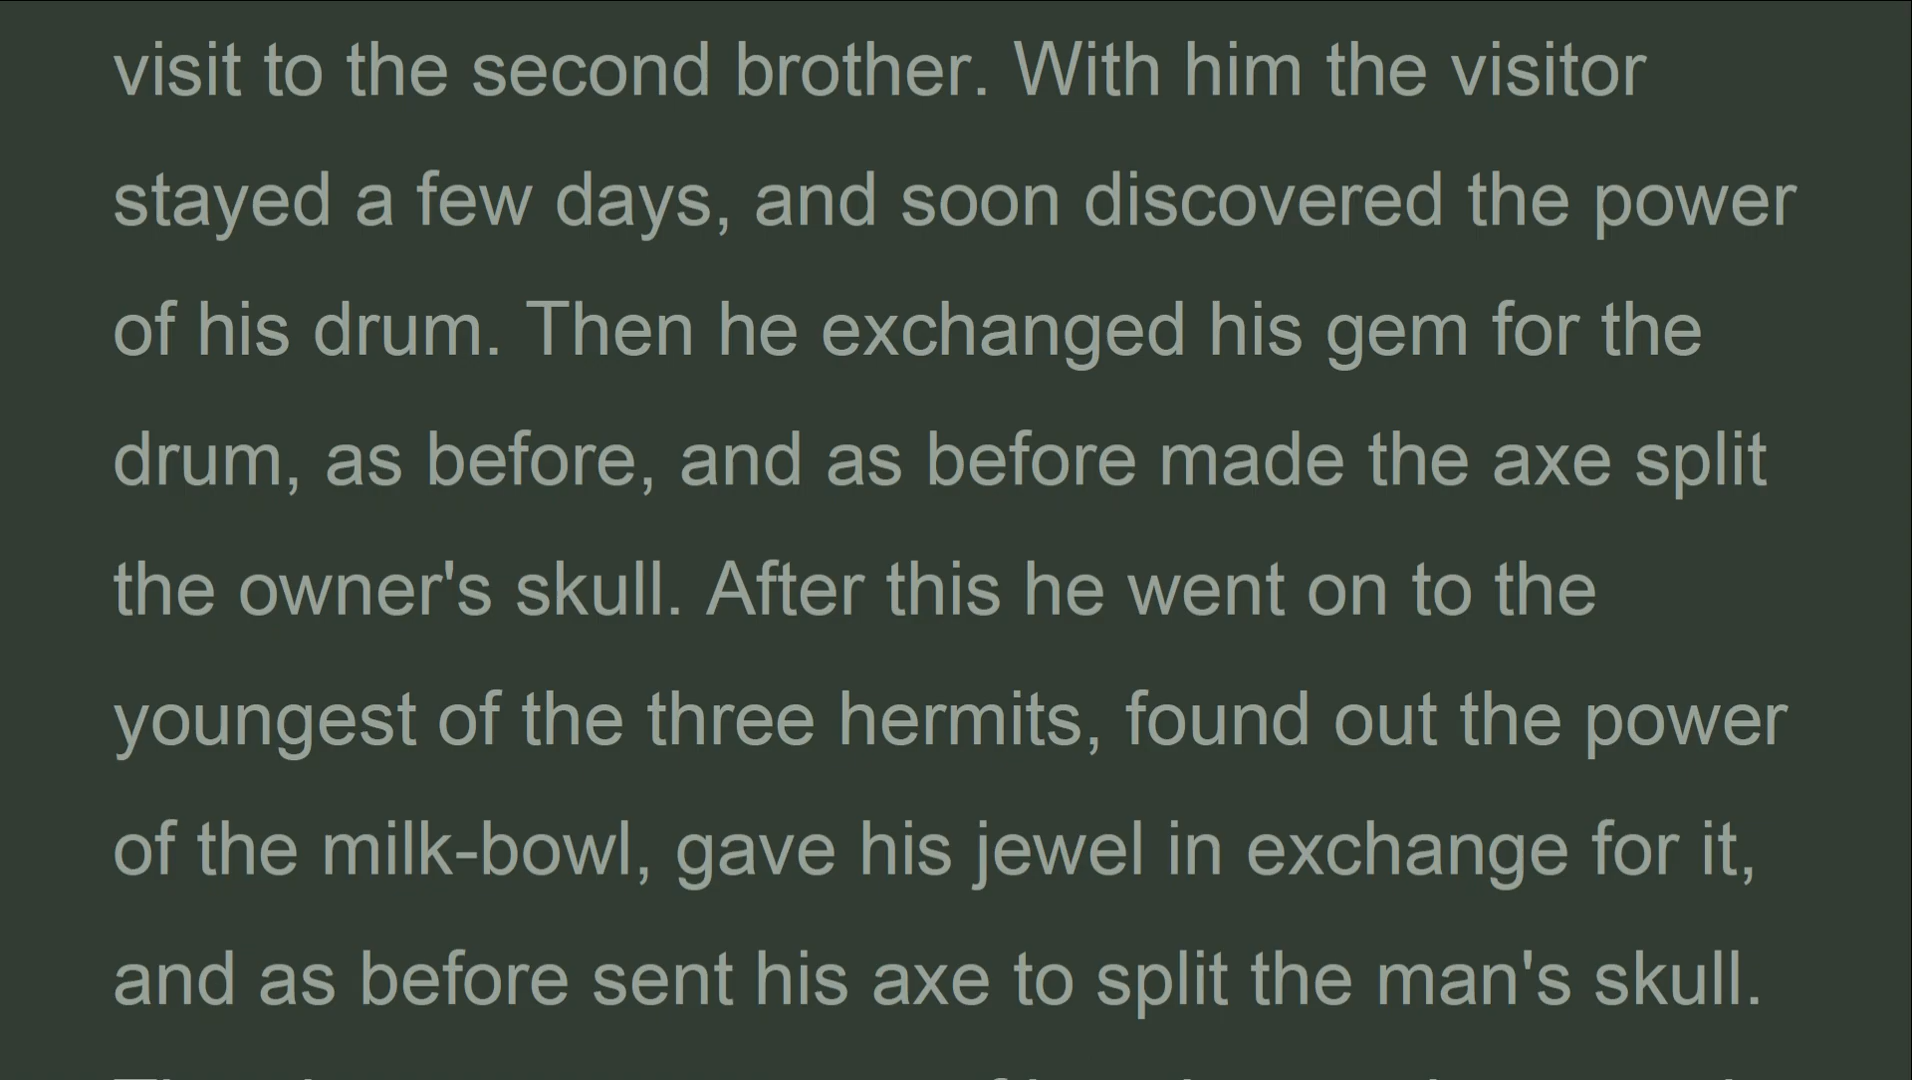 visit to the second brother. With him the visitor
stayed a few days, and soon discovered the power
of his drum. Then he exchanged his gem for the
drum, as before, and as before made the axe split
the owner's skull. After this he went on to the
youngest of the three hermits, found out the power
of the milk-bowl, gave his jewel in exchange for it,
and as before sent his axe to split the man's skull.